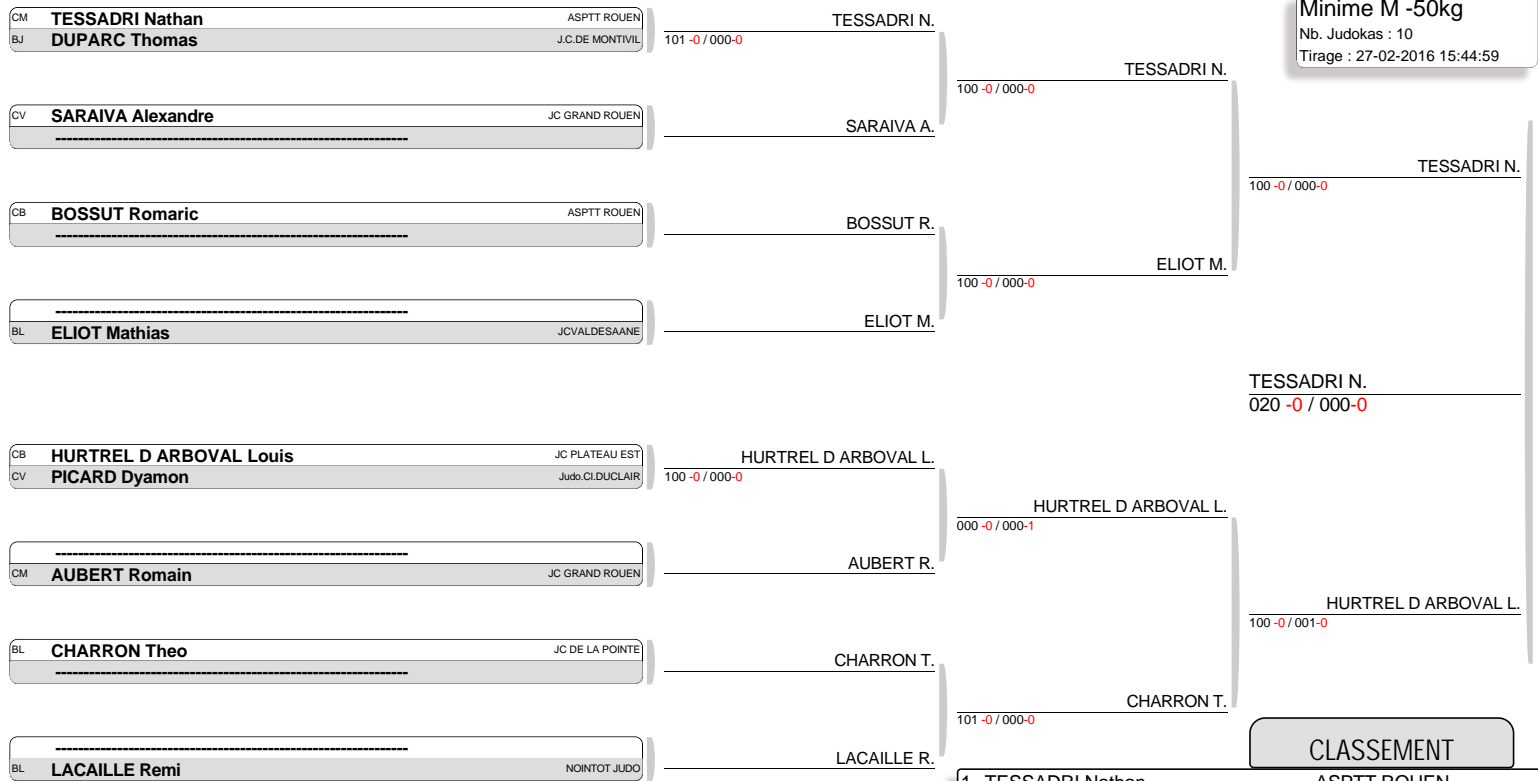 Minime M -50kg
Nb. Judokas : 10
Tirage : 27-02-2016 15:44:59
CM TESSADRI Nathan ASPTT ROUEN
BJ DUPARC Thomas J.C.DE MONTIVIL
TESSADRI N.
101 -0 / 000-0
TESSADRI N.
100 -0 / 000-0
CV SARAIVA Alexandre JC GRAND ROUEN
----------------------------------------------------------------
SARAIVA A.
TESSADRI N.
100 -0 / 000-0
CB BOSSUT Romaric ASPTT ROUEN
----------------------------------------------------------------
BOSSUT R.
ELIOT M.
100 -0 / 000-0
----------------------------------------------------------------
BL ELIOT Mathias JCVALDESAANE
ELIOT M.
TESSADRI N.
020 -0 / 000-0
CB HURTREL D ARBOVAL Louis JC PLATEAU EST
CV PICARD Dyamon Judo.Cl.DUCLAIR
HURTREL D ARBOVAL L.
100 -0 / 000-0
HURTREL D ARBOVAL L.
000 -0 / 000-1
----------------------------------------------------------------
CM AUBERT Romain JC GRAND ROUEN
AUBERT R.
HURTREL D ARBOVAL L.
100 -0 / 001-0
BL CHARRON Theo JC DE LA POINTE
----------------------------------------------------------------
CHARRON T.
CHARRON T.
101 -0 / 000-0
----------------------------------------------------------------
BL LACAILLE Remi NOINTOT JUDO
LACAILLE R.
CLASSEMENT
1 TESSADRI Nathan ASPTT ROUEN